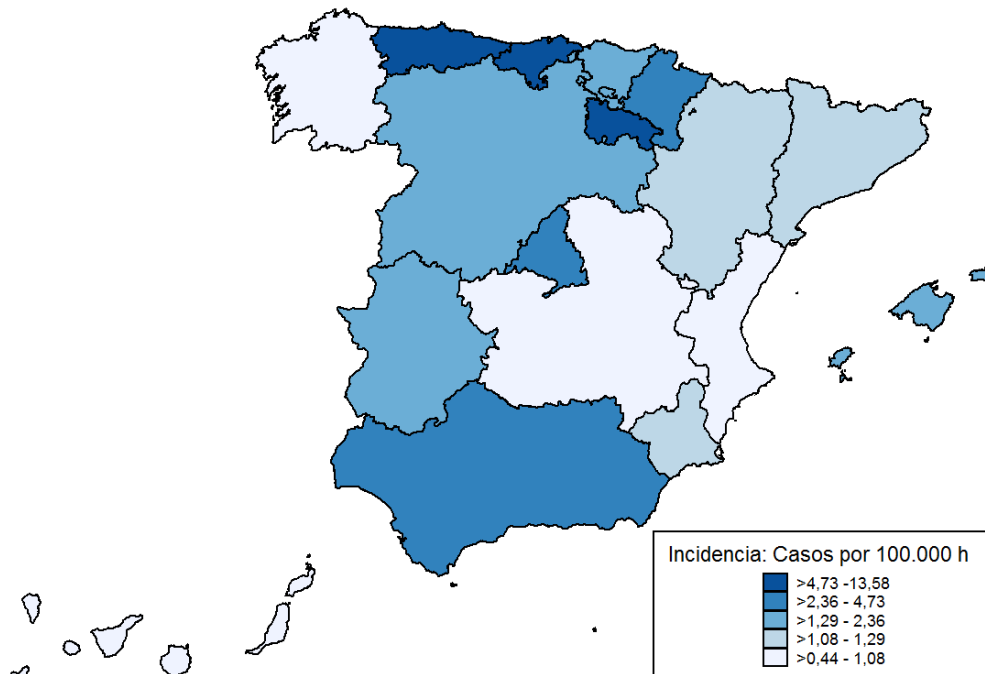 Incidencia: Casos por 100.000 h
>4,73 -13,58
>2,36 - 4,73
>1,29 - 2,36
>1,08 - 1,29
>0,44 - 1,08